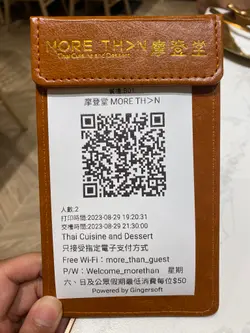 MORE TH>N 摩登堂
Thai Cuisine and Dessert
摩登堂 MORE TH>N
人數:2
打印時間:2023-08-29 19:20:31
交檯時間:2023-08-29 21:30:00
Thai Cuisine and Dessert
只接受指定電子支付方式
Free Wi-Fi：more_than_guest
P/W：Welcome_morethan 星期
六、日及公眾假期最低消費每位$50
Powered by Gingersoft